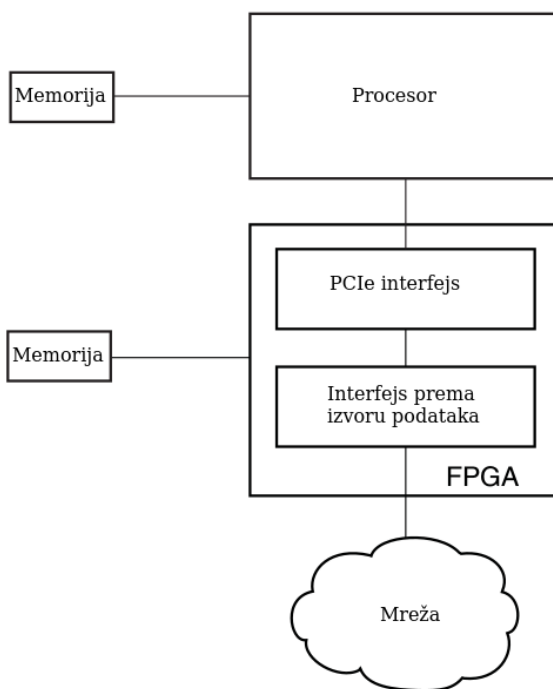 Memorija
Procesor
PCIe interfejs
Memorija
Interfejs prema
izvoru podataka
FPGA
Mreža